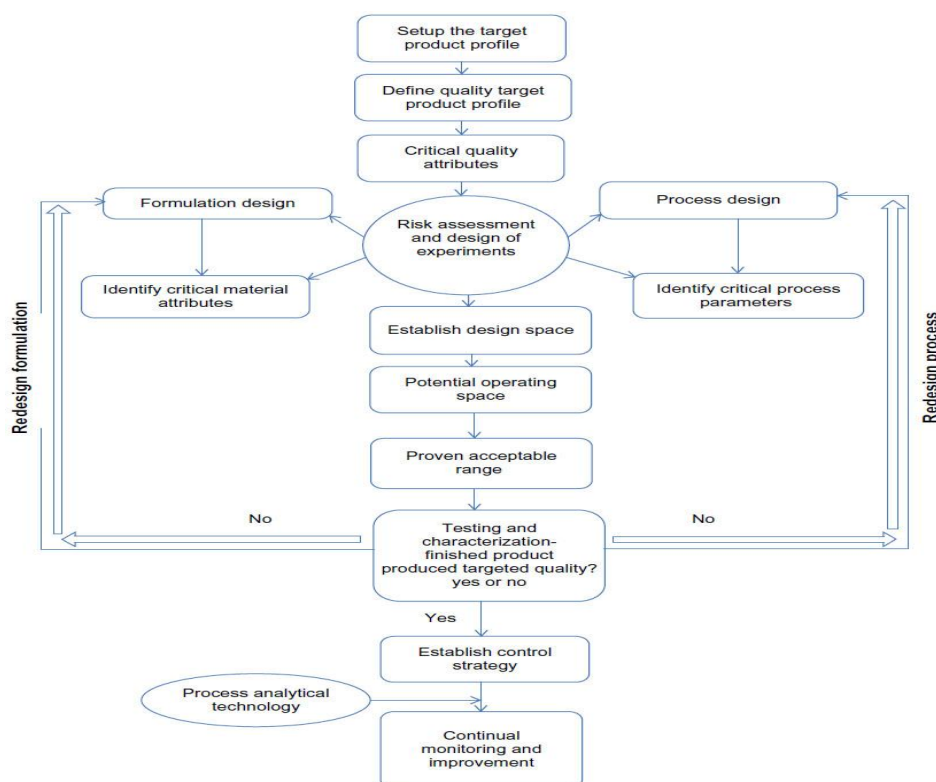 Setup the target
product profile
Define quality target
product profile
Critical quality
attributes
Formulation design
Risk assessment
and design of
experiments
Process design
Identify critical material
attributes
Identify critical process
parameters
Establish design space
Redesign formulation
Redesign process
Potential operating
space
Proven acceptable
range
No
No
Testing and
characterization-
finished product
produced targeted quality?
yes or no
Yes
Establish control
strategy
Process analytical
technology
Continual
monitoring and
improvement